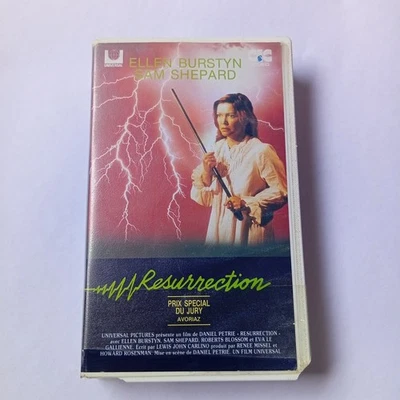 ELLEN BURSTYN
SAM SHEPARD
Resurrection
PRIX SPECIAL
DU JURY
AVORIAZ
UNIVERSAL PICTURES présente un film de DANIEL PETRIE - RESURRECTION -
avec ELLEN BURSTYN, SAM SHEPARD, ROBERTS BLOSSOM et EVA LE
GALLIENNE. Ecrit par LEWIS JOHN CARLINO produit par RENEE MISSEL et
HOWARD ROSENMAN. Mise en scène de DANIEL PETRIE. UN FILM UNIVERSAL